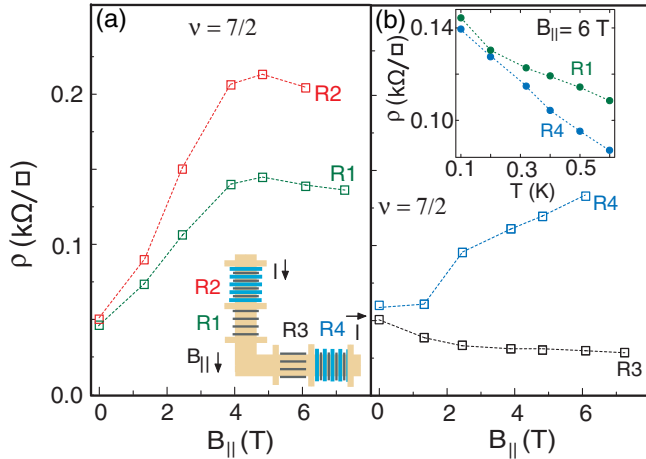 (a)
ν = 7/2
R2
R1
0.2
0.1
0.0
ρ (kΩ/□)
0
2
4
6
B||(T)
R2
R1
R3
R4
I
I
B||
(b)
B||= 6 T
R1
R4
0.14
0.10
ρ (kΩ/□)
0.1
0.3
0.5
T (K)
ν = 7/2
R4
R3
0
2
4
6
B||(T)